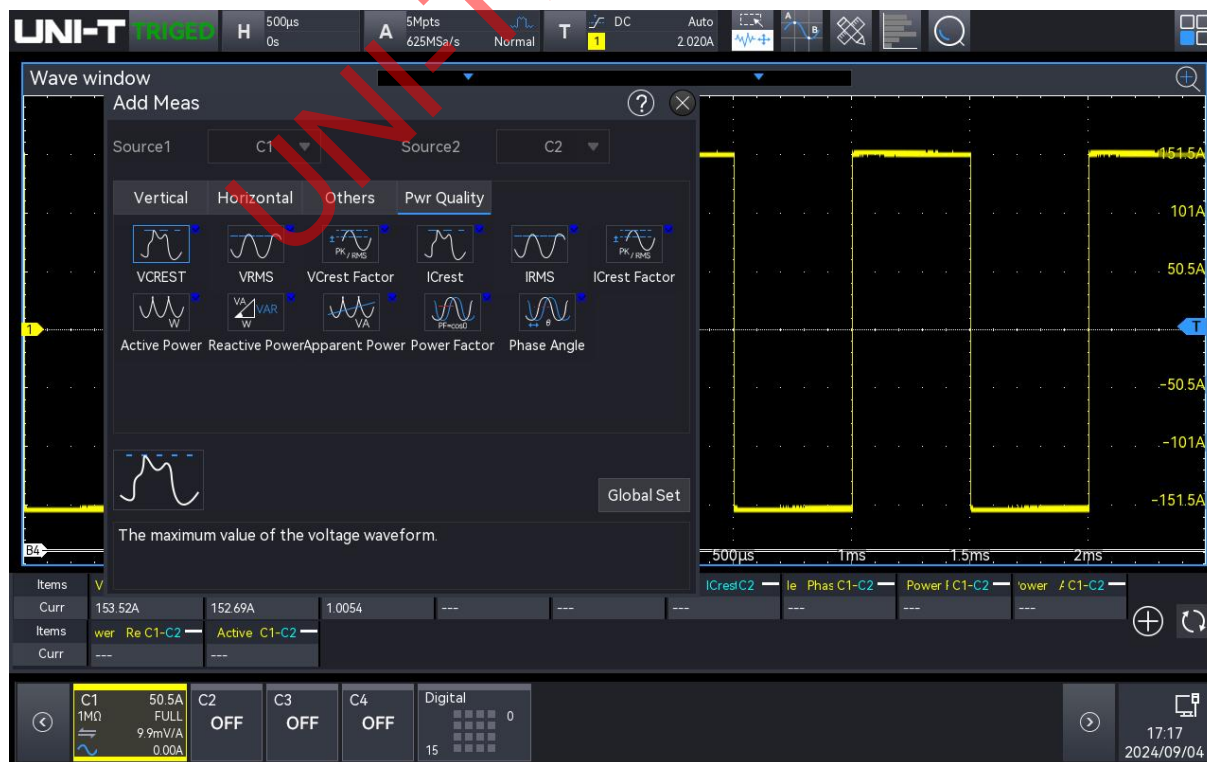 UNI-T TRIGED H 500μs A 5Mpts T DC Auto
0s 625MSa/s Normal 1 2.020A
Wave window
Add Meas
Source1 C1 Source2 C2
Vertical Horizontal Others Pwr Quality
VCREST VRMS VCrest Factor ICrest IRMS ICrest Factor
Active Power Reactive Power Apparent Power Power Factor Phase Angle
Global Set
The maximum value of the voltage waveform.
151.5A
101A
50.5A
1 T
-50.5A
-101A
-151.5A
B4 500μs 1ms 1.5ms 2ms
Items V ICrestC2 le Phas C1-C2 Power F C1-C2 ower A C1-C2
Curr 153.52A 152.69A 1.0054 --- --- --- --- --- ---
Items wer Re C1-C2 Active C1-C2
Curr --- ---
C1 50.5A C2 C3 C4 Digital
1MΩ FULL OFF OFF OFF 0
9.9mV/A
0.00A 15
17:17
2024/09/04
UNI-T